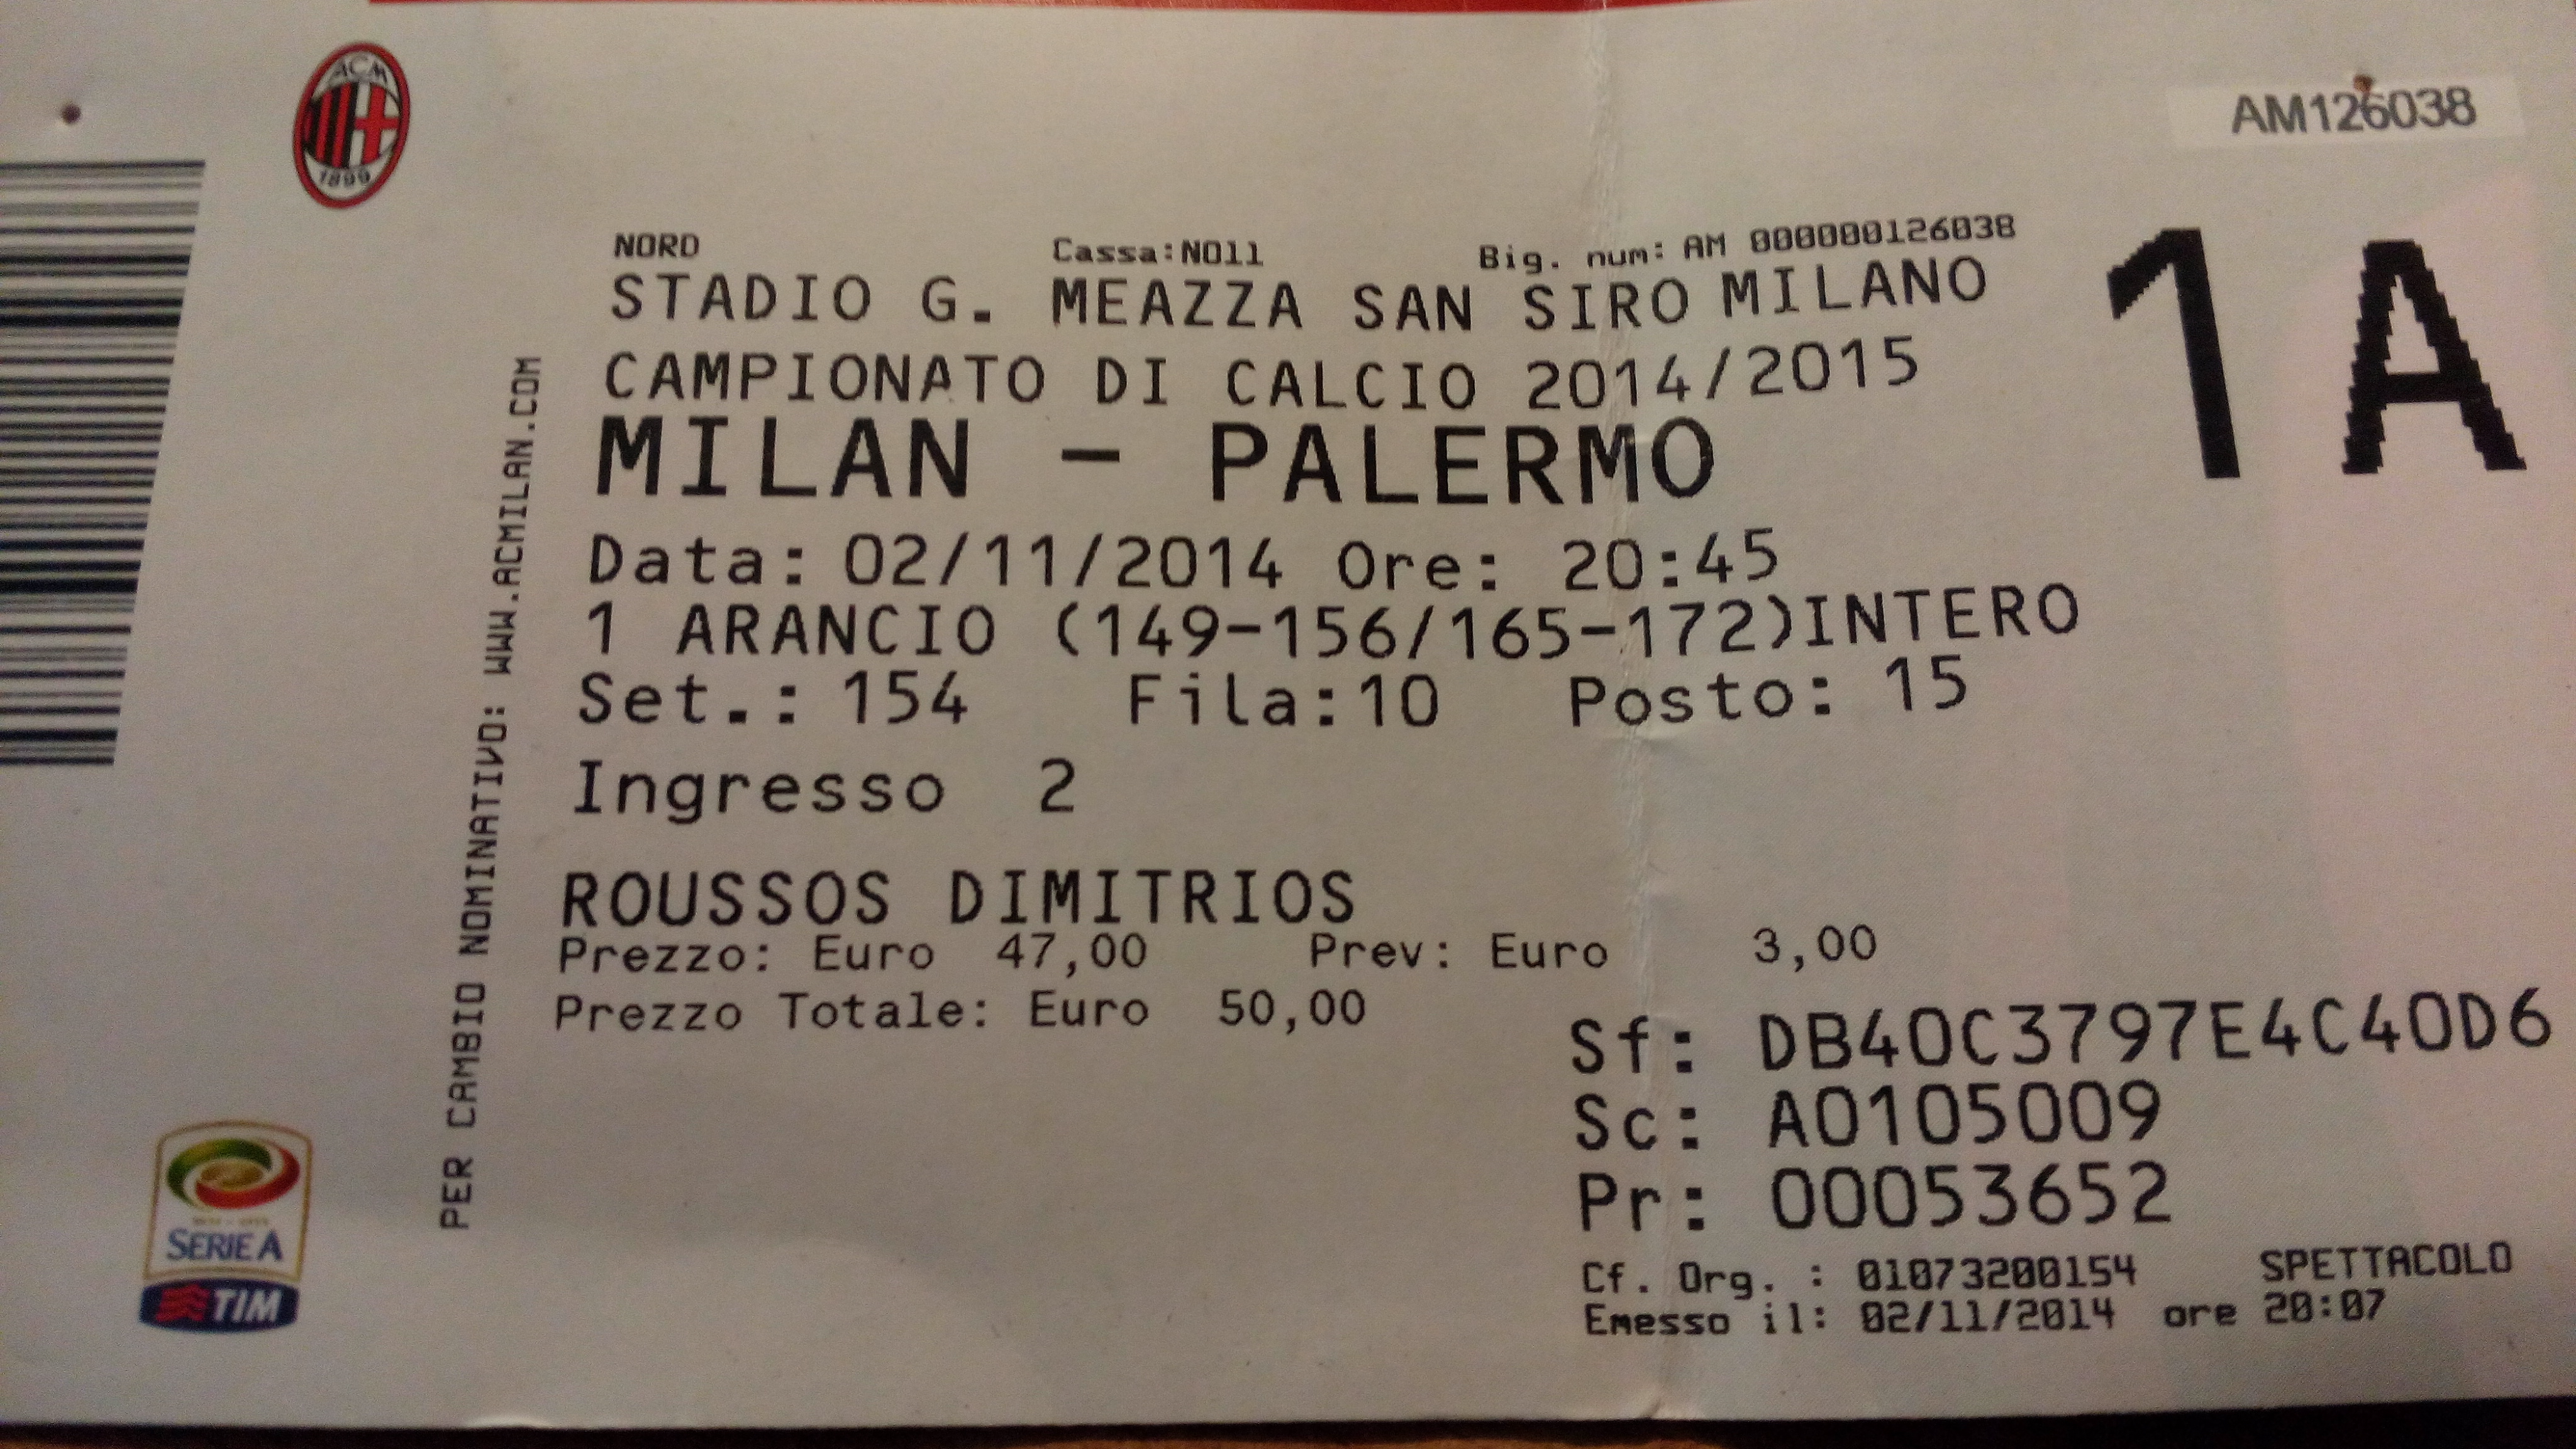 ACM
1899
AM126038
NORD Cassa:NO11 Big. num: AM 000000126038
STADIO G. MEAZZA SAN SIRO MILANO
1A
CAMPIONATO DI CALCIO 2014/2015
MILAN - PALERMO
Data: 02/11/2014 Ore: 20:45
1 ARANCIO (149-156/165-172)INTERO
Set.: 154 Fila:10 Posto: 15
Ingresso 2
ROUSSOS DIMITRIOS
Prezzo: Euro 47,00 Prev: Euro 3,00
Prezzo Totale: Euro 50,00
Sf: DB40C3797E4C40D6
Sc: A0105009
Pr: 00053652
Cf. Org. : 01073200154 SPETTACOLO
Emesso il: 02/11/2014 ore 20:07
PER CAMBIO NOMINATIVO: WWW.ACMILAN.COM
SERIE A
TIM